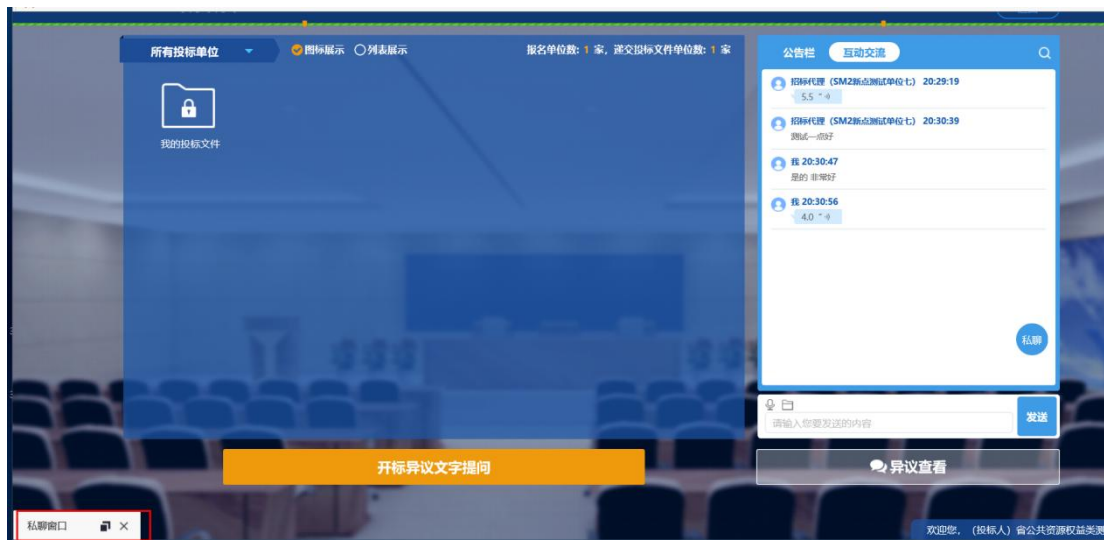 所有投标单位
图标展示 列表展示
报名单位数: 1 家, 递交投标文件单位数: 1 家
我的投标文件
公告栏 互动交流
招标代理（SM2新点测试单位七） 20:29:19
5.5 "
招标代理（SM2新点测试单位七） 20:30:39
测试一点好
我 20:30:47
是的 非常好
我 20:30:56
4.0 "
私聊
请输入您要发送的内容
发送
开标异议文字提问
异议查看
私聊窗口
欢迎您, （投标人）省公共资源权益类测